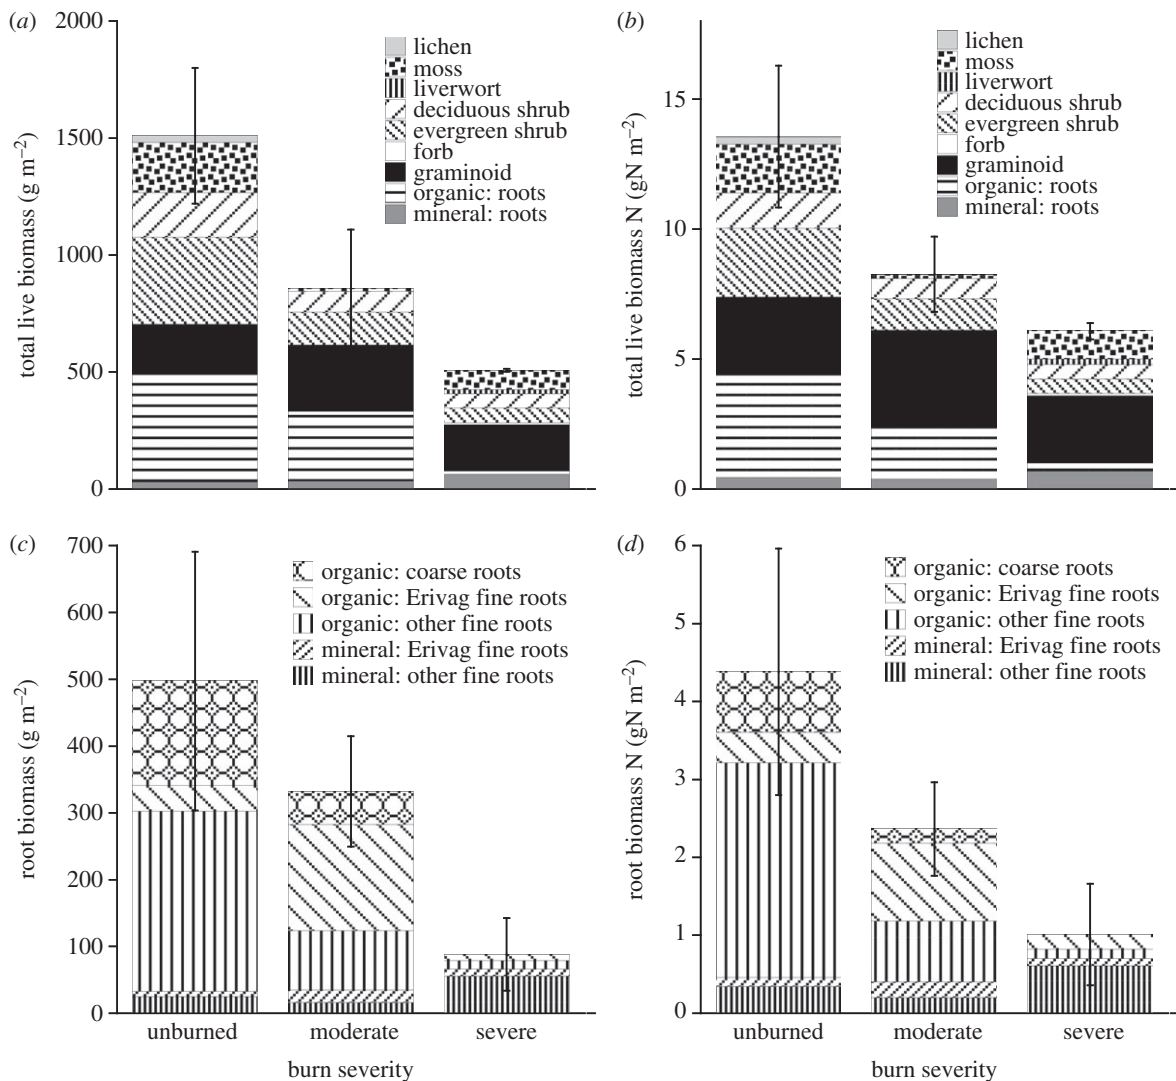 (a)
2000
1500
1000
500
0
total live biomass (g m−2)
lichen
moss
liverwort
deciduous shrub
evergreen shrub
forb
graminoid
organic: roots
mineral: roots
(b)
15
10
5
0
total live biomass N (gN m−2)
lichen
moss
liverwort
deciduous shrub
evergreen shrub
forb
graminoid
organic: roots
mineral: roots
(c)
700
600
500
400
300
200
100
0
root biomass (g m−2)
organic: coarse roots
organic: Erivag fine roots
organic: other fine roots
mineral: Erivag fine roots
mineral: other fine roots
unburned moderate severe
burn severity
(d)
6
5
4
3
2
1
0
root biomass N (gN m−2)
organic: coarse roots
organic: Erivag fine roots
organic: other fine roots
mineral: Erivag fine roots
mineral: other fine roots
unburned moderate severe
burn severity